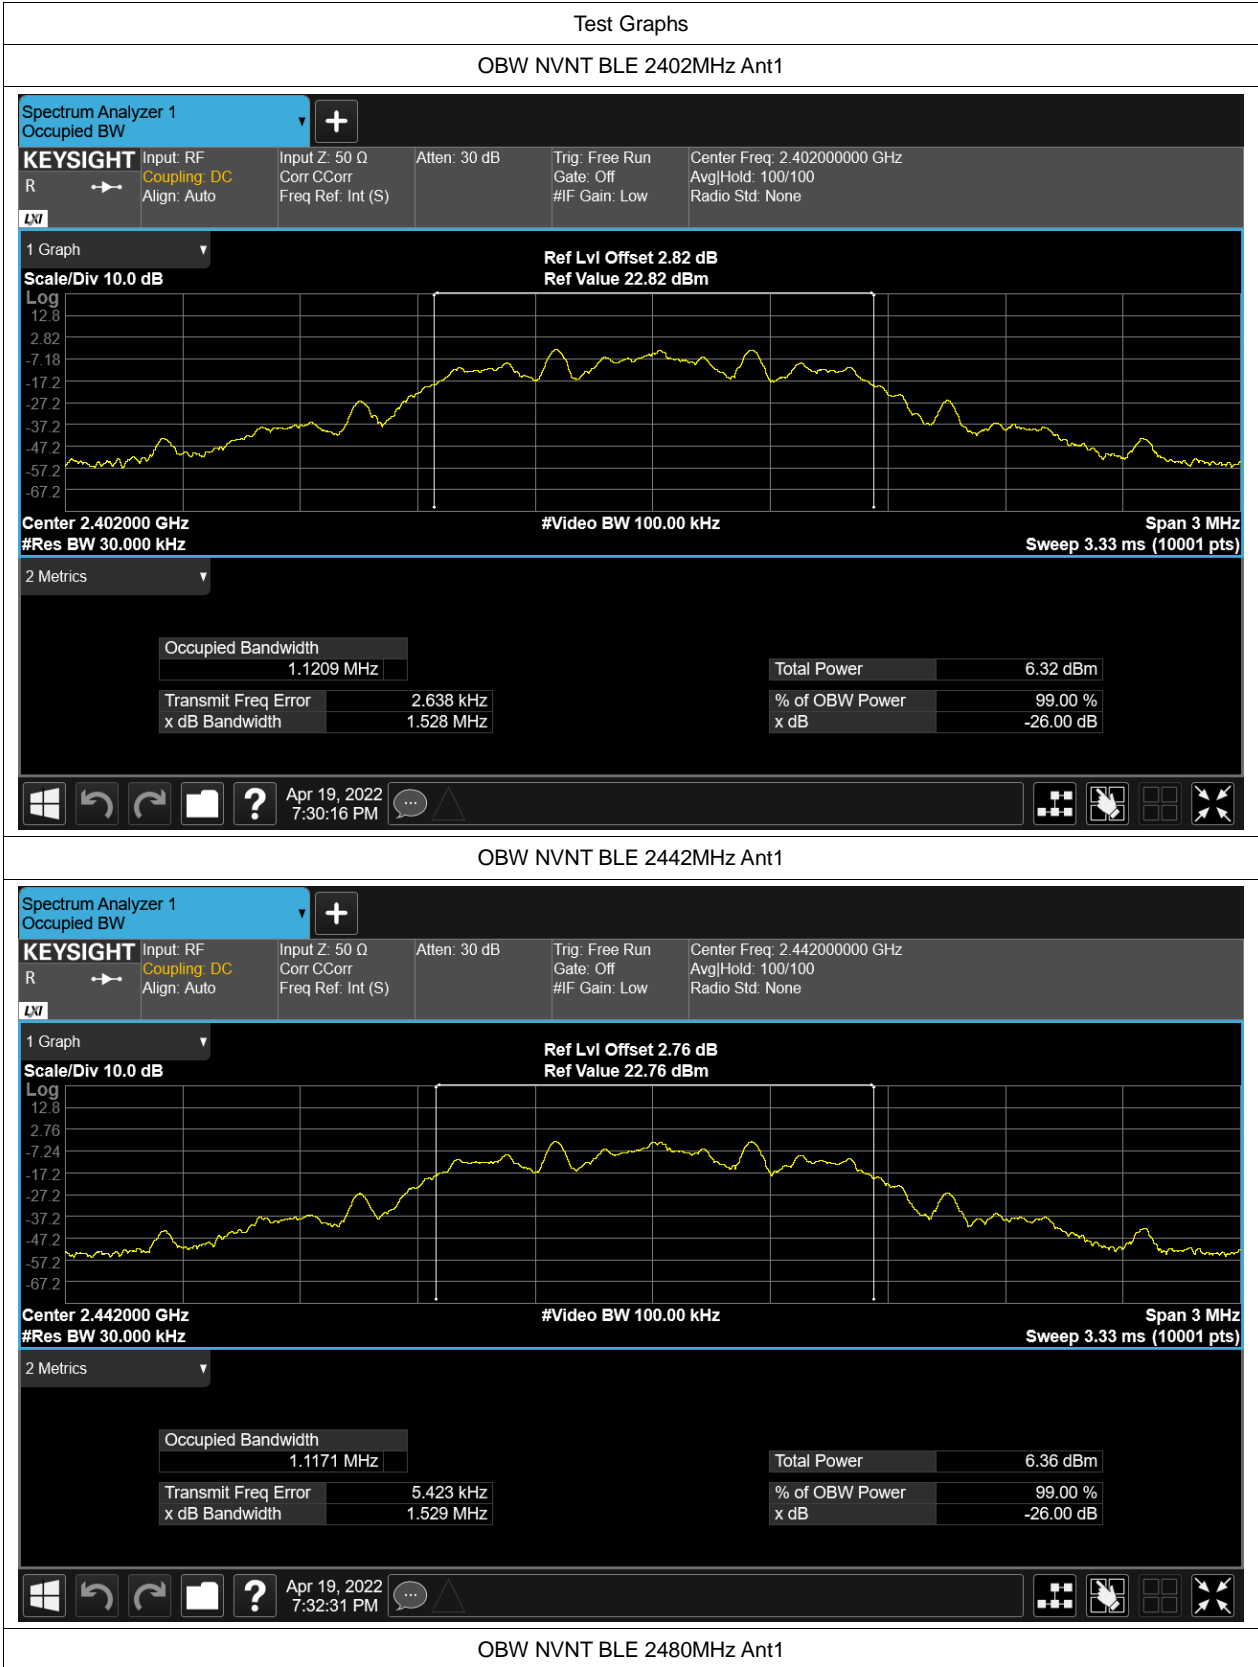 Test Graphs
OBW NVNT BLE 2402MHz Ant1
Spectrum Analyzer 1
Occupied BW
KEYSIGHT Input: RF Input Z: 50 Ω Atten: 30 dB Trig: Free Run Center Freq: 2.402000000 GHz
R Coupling: DC Corr CCorr Gate: Off Avg|Hold: 100/100
Align: Auto Freq Ref: Int (S) #IF Gain: Low Radio Std: None
LXI
1 Graph
Ref Lvl Offset 2.82 dB
Scale/Div 10.0 dB Ref Value 22.82 dBm
Log
12.8
2.82
-7.18
-17.2
-27.2
-37.2
-47.2
-57.2
-67.2
Center 2.402000 GHz #Video BW 100.00 kHz Span 3 MHz
#Res BW 30.000 kHz Sweep 3.33 ms (10001 pts)
2 Metrics
Occupied Bandwidth
1.1209 MHz Total Power 6.32 dBm
Transmit Freq Error 2.638 kHz % of OBW Power 99.00 %
x dB Bandwidth 1.528 MHz x dB -26.00 dB
Apr 19, 2022
7:30:16 PM
OBW NVNT BLE 2442MHz Ant1
Spectrum Analyzer 1
Occupied BW
KEYSIGHT Input: RF Input Z: 50 Ω Atten: 30 dB Trig: Free Run Center Freq: 2.442000000 GHz
R Coupling: DC Corr CCorr Gate: Off Avg|Hold: 100/100
Align: Auto Freq Ref: Int (S) #IF Gain: Low Radio Std: None
LXI
1 Graph
Ref Lvl Offset 2.76 dB
Scale/Div 10.0 dB Ref Value 22.76 dBm
Log
12.8
2.76
-7.24
-17.2
-27.2
-37.2
-47.2
-57.2
-67.2
Center 2.442000 GHz #Video BW 100.00 kHz Span 3 MHz
#Res BW 30.000 kHz Sweep 3.33 ms (10001 pts)
2 Metrics
Occupied Bandwidth
1.1171 MHz Total Power 6.36 dBm
Transmit Freq Error 5.423 kHz % of OBW Power 99.00 %
x dB Bandwidth 1.529 MHz x dB -26.00 dB
Apr 19, 2022
7:32:31 PM
OBW NVNT BLE 2480MHz Ant1